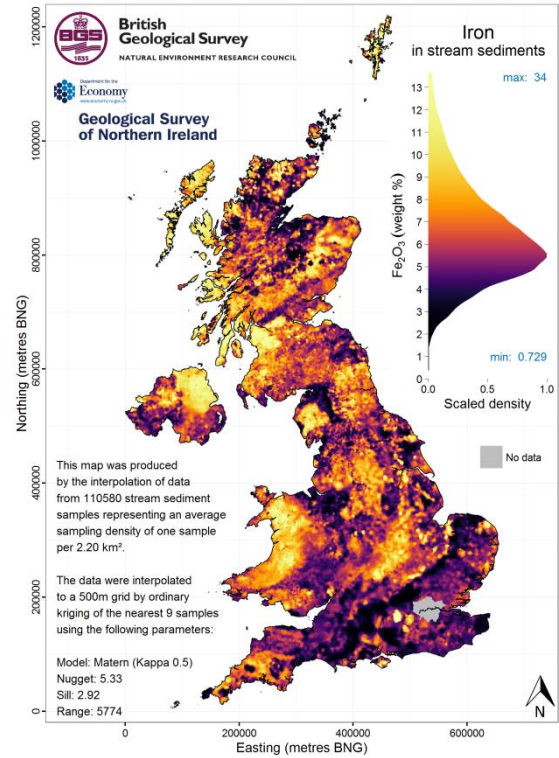 BGS
1835
British
Geological Survey
NATURAL ENVIRONMENT RESEARCH COUNCIL
Department for the
Economy
www.economy-ni.gov.uk
Geological Survey
of Northern Ireland
Iron
in stream sediments
max: 34
13
12
11
10
9
8
7
6
5
4
3
2
1
0
Fe₂O₃ (weight %)
min: 0.729
0.0
0.5
1.0
Scaled density
No data
This map was produced
by the interpolation of data
from 110580 stream sediment
samples representing an average
sampling density of one sample
per 2.20 km².
The data were interpolated
to a 500m grid by ordinary
kriging of the nearest 9 samples
using the following parameters:
Model: Matern (Kappa 0.5)
Nugget: 5.33
Sill: 2.92
Range: 5774
N
1200000
1000000
800000
600000
400000
200000
0
Northing (metres BNG)
0
200000
400000
600000
Easting (metres BNG)